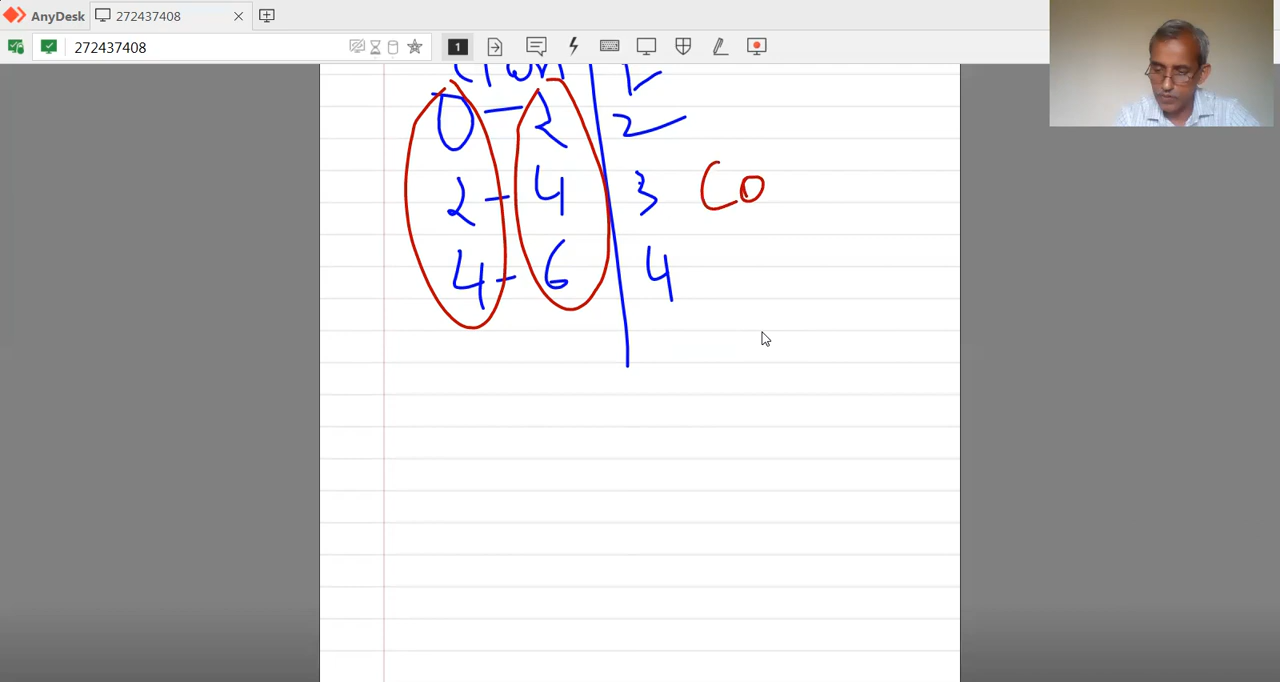 AnyDesk 272437408
272437408 1
0 - 2 2
2 - 4 3 Co
4 - 6 4